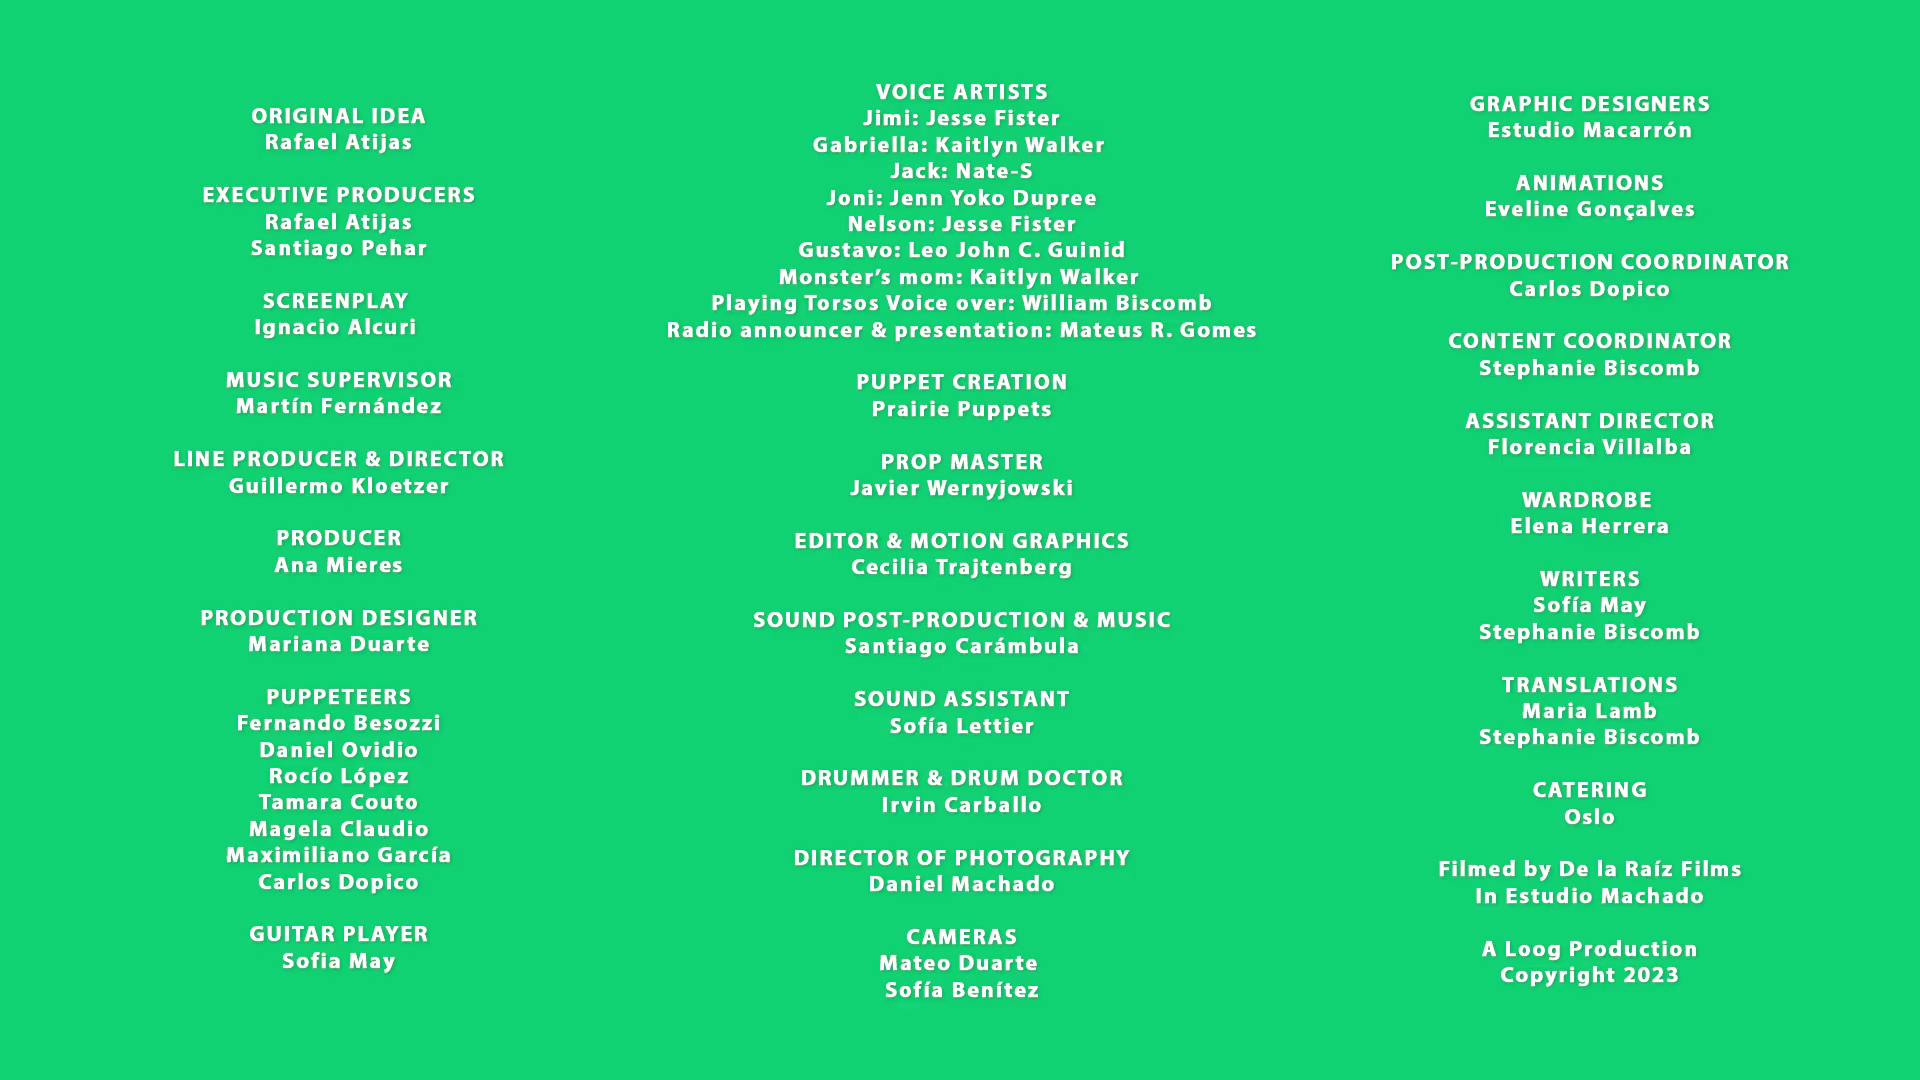 ORIGINAL IDEA
Rafael Atijas
EXECUTIVE PRODUCERS
Rafael Atijas
Santiago Pehar
SCREENPLAY
Ignacio Alcuri
MUSIC SUPERVISOR
Martín Fernández
LINE PRODUCER & DIRECTOR
Guillermo Kloetzer
PRODUCER
Ana Mieres
PRODUCTION DESIGNER
Mariana Duarte
PUPPETEERS
Fernando Besozzi
Daniel Ovidio
Rocío López
Tamara Couto
Magela Claudio
Maximiliano García
Carlos Dopico
GUITAR PLAYER
Sofia May
VOICE ARTISTS
Jimi: Jesse Fister
Gabriella: Kaitlyn Walker
Jack: Nate-S
Joni: Jenn Yoko Dupree
Nelson: Jesse Fister
Gustavo: Leo John C. Guinid
Monster’s mom: Kaitlyn Walker
Playing Torsos Voice over: William Biscomb
Radio announcer & presentation: Mateus R. Gomes
PUPPET CREATION
Prairie Puppets
PROP MASTER
Javier Wernyjowski
EDITOR & MOTION GRAPHICS
Cecilia Trajtenberg
SOUND POST-PRODUCTION & MUSIC
Santiago Carámbula
SOUND ASSISTANT
Sofía Lettier
DRUMMER & DRUM DOCTOR
Irvin Carballo
DIRECTOR OF PHOTOGRAPHY
Daniel Machado
CAMERAS
Mateo Duarte
Sofía Benítez
GRAPHIC DESIGNERS
Estudio Macarrón
ANIMATIONS
Eveline Gonçalves
POST-PRODUCTION COORDINATOR
Carlos Dopico
CONTENT COORDINATOR
Stephanie Biscomb
ASSISTANT DIRECTOR
Florencia Villalba
WARDROBE
Elena Herrera
WRITERS
Sofía May
Stephanie Biscomb
TRANSLATIONS
Maria Lamb
Stephanie Biscomb
CATERING
Oslo
Filmed by De la Raíz Films
In Estudio Machado
A Loog Production
Copyright 2023